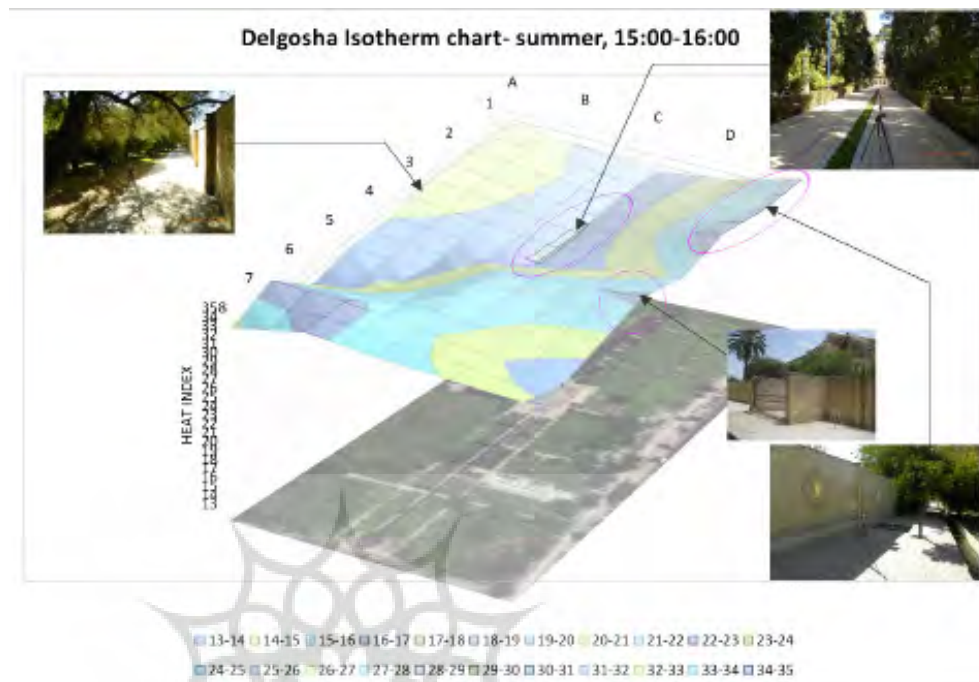 Delgosha Isotherm chart- summer, 15:00-16:00
A
B
C
D
1
2
3
4
5
6
7
8
35
HEAT INDEX
13
13-14 14-15 15-16 16-17 17-18 18-19 19-20 20-21 21-22 22-23 23-24
24-25 25-26 26-27 27-28 28-29 29-30 30-31 31-32 32-33 33-34 34-35